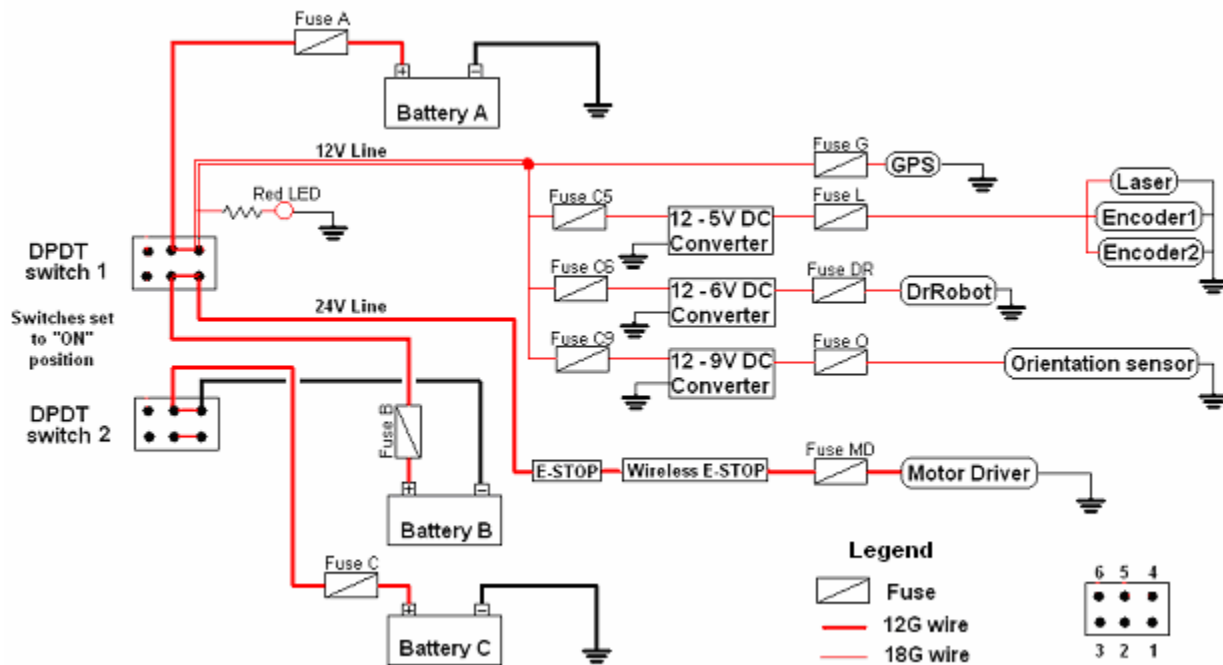 Fuse A
+
−
Battery A
12V Line
Fuse G
GPS
Red LED
Fuse C5
12 - 5V DC
Converter
Fuse L
Laser
Encoder1
Encoder2
DPDT
switch 1
Fuse C6
12 - 6V DC
Converter
Fuse DR
DrRobot
Switches set
to "ON"
position
24V Line
Fuse C9
12 - 9V DC
Converter
Fuse O
Orientation sensor
DPDT
switch 2
Fuse B
E-STOP
Wireless E-STOP
Fuse MD
Motor Driver
+
−
Battery B
Fuse C
+
−
Battery C
Legend
Fuse
12G wire
18G wire
6 5 4
3 2 1